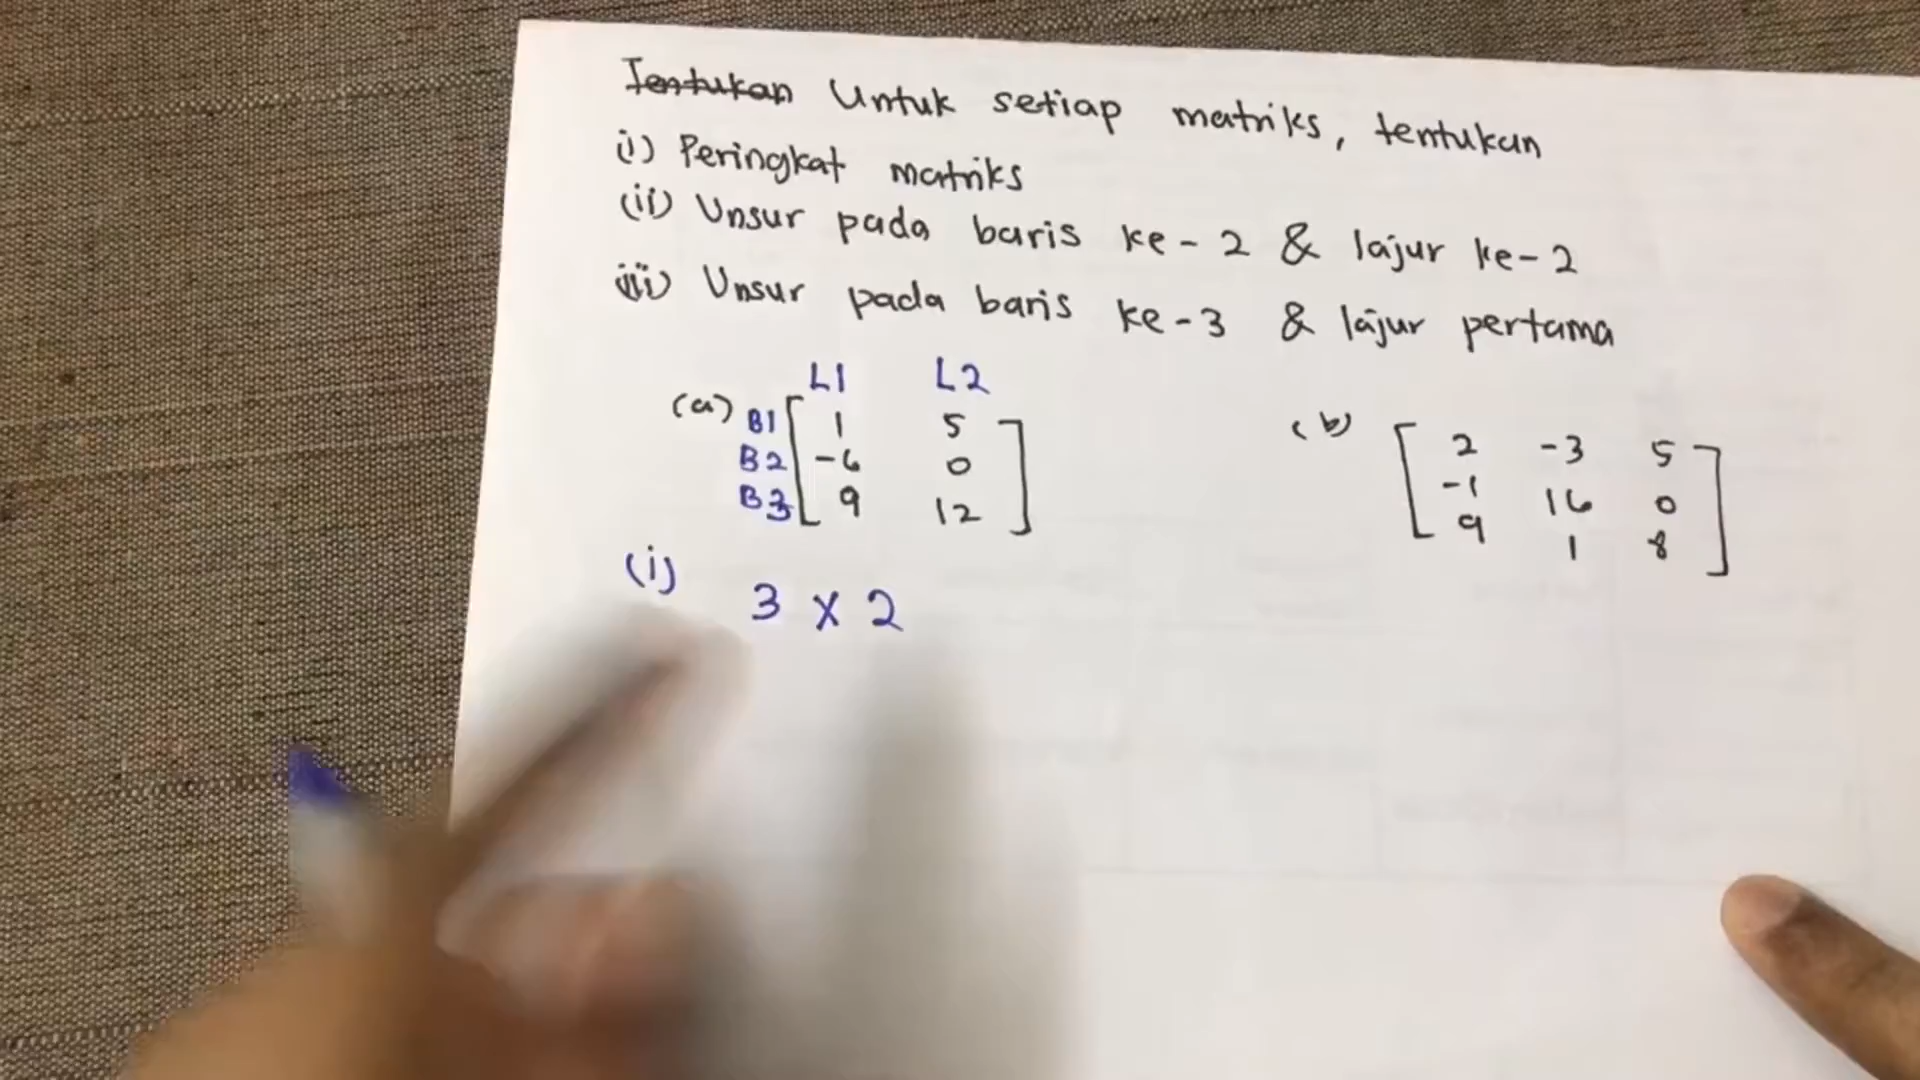 Tentukan Untuk setiap matriks, tentukan
(i) Peringkat matriks
(ii) Unsur pada baris ke-2 & lajur ke-2
(iii) Unsur pada baris ke-3 & lajur pertama
L1 L2
(a) B1 1 5
B2 -6 0
B3 9 12
(b) 2 -3 5
-1 16 0
9 1 8
(i) 3 x 2